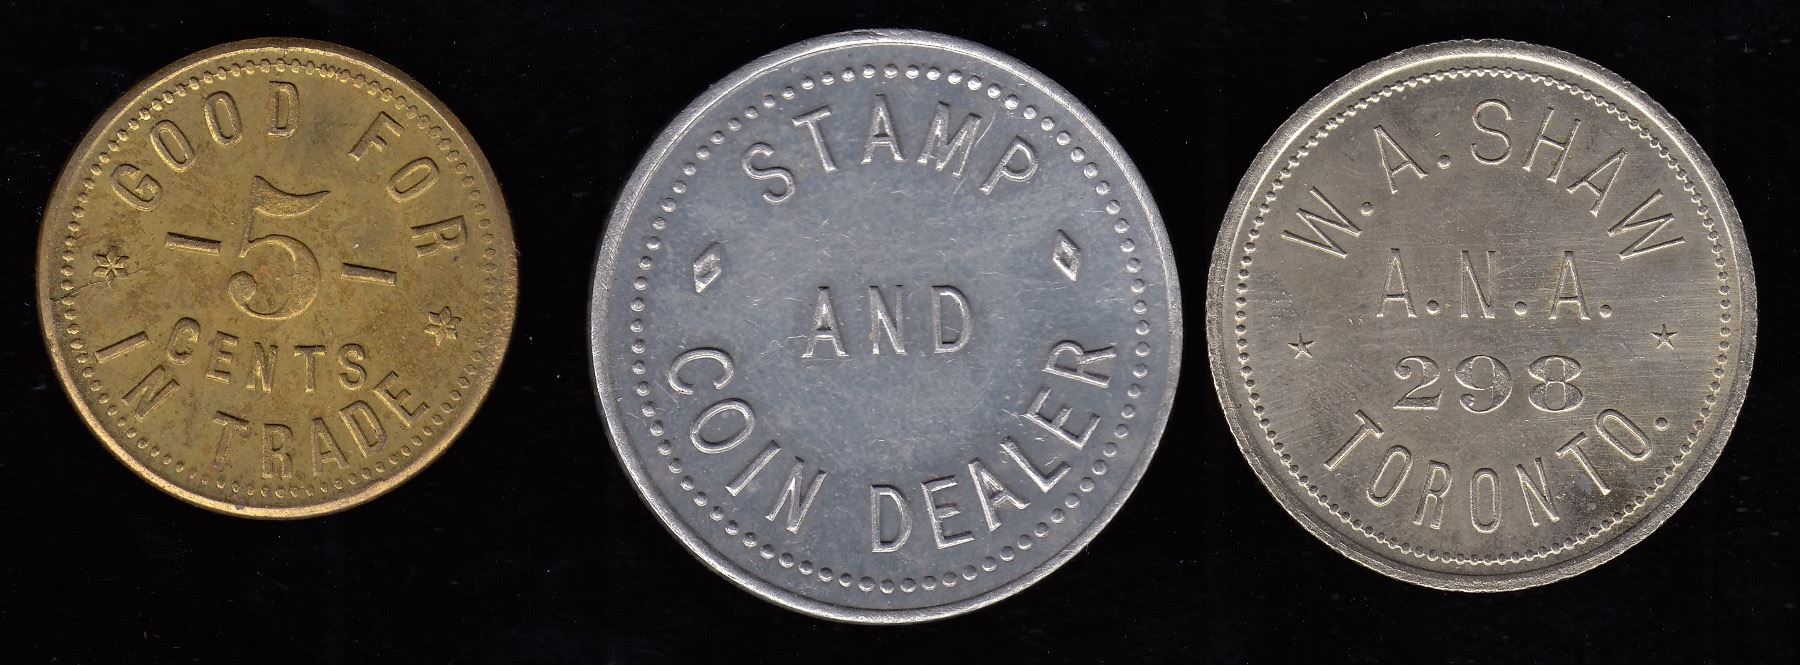 GOOD FOR
5
CENTS
IN TRADE
STAMP
AND
COIN DEALER
W. A. SHAW
A. N. A.
298
TORONTO.